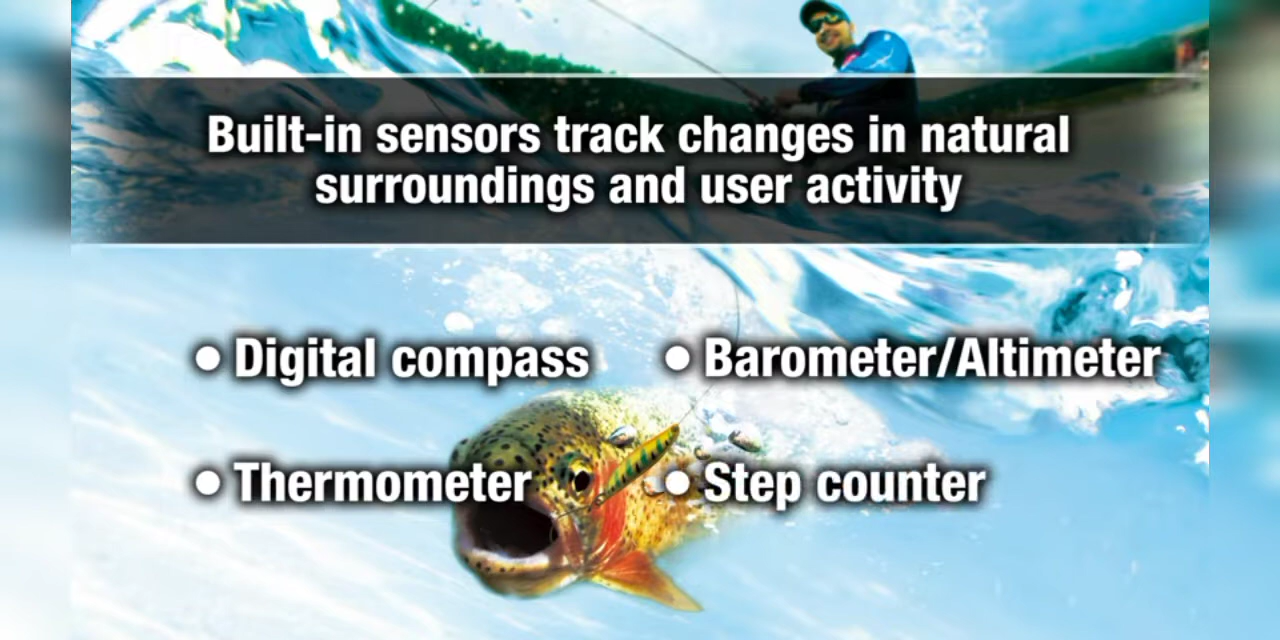 Built-in sensors track changes in natural
surroundings and user activity
• Digital compass
• Barometer/Altimeter
• Thermometer
• Step counter